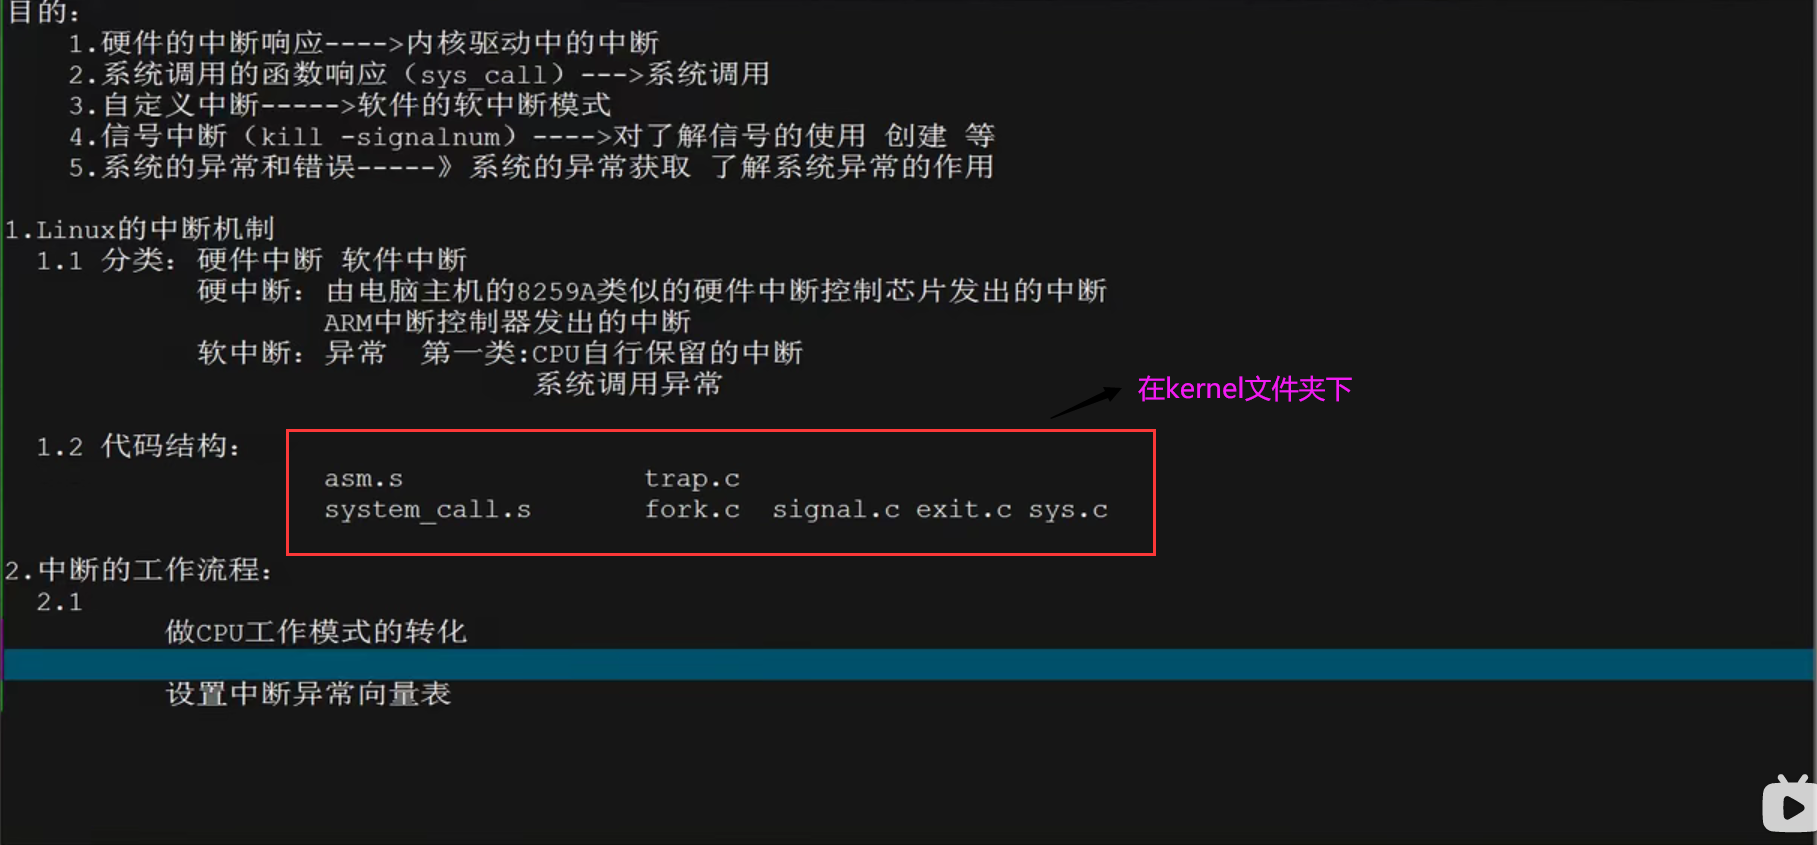 目的：
1.硬件的中断响应---->内核驱动中的中断
2.系统调用的函数响应（sys_call）--->系统调用
3.自定义中断----->软件的软中断模式
4.信号中断（kill -signalnum）---->对了解信号的使用 创建 等
5.系统的异常和错误-----》系统的异常获取 了解系统异常的作用
1.Linux的中断机制
1.1 分类：硬件中断 软件中断
硬中断：由电脑主机的8259A类似的硬件中断控制芯片发出的中断
ARM中断控制器发出的中断
软中断：异常 第一类:CPU自行保留的中断
系统调用异常
在kernel文件夹下
1.2 代码结构：
asm.s trap.c
system_call.s fork.c signal.c exit.c sys.c
2.中断的工作流程：
2.1
做CPU工作模式的转化
设置中断异常向量表